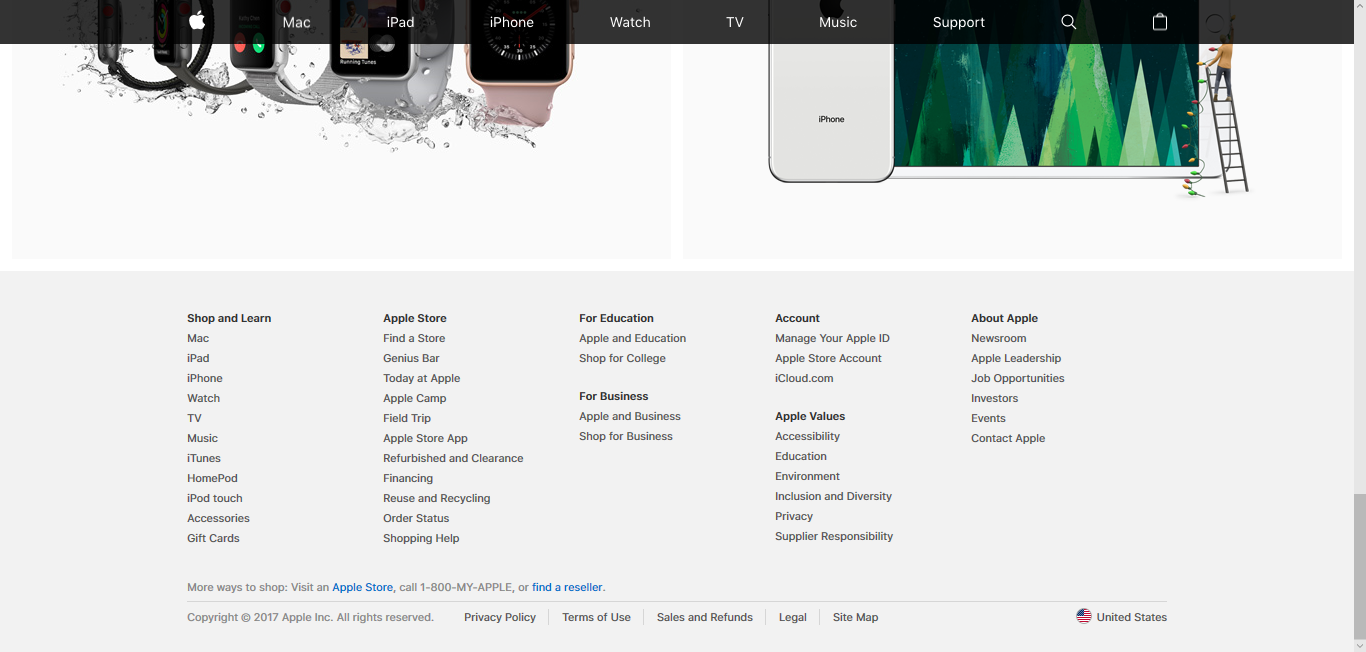 Mac iPad iPhone Watch TV Music Support
Running Tunes
iPhone
Shop and Learn
Mac
iPad
iPhone
Watch
TV
Music
iTunes
HomePod
iPod touch
Accessories
Gift Cards
Apple Store
Find a Store
Genius Bar
Today at Apple
Apple Camp
Field Trip
Apple Store App
Refurbished and Clearance
Financing
Reuse and Recycling
Order Status
Shopping Help
For Education
Apple and Education
Shop for College
For Business
Apple and Business
Shop for Business
Account
Manage Your Apple ID
Apple Store Account
iCloud.com
Apple Values
Accessibility
Education
Environment
Inclusion and Diversity
Privacy
Supplier Responsibility
About Apple
Newsroom
Apple Leadership
Job Opportunities
Investors
Events
Contact Apple
More ways to shop: Visit an Apple Store, call 1-800-MY-APPLE, or find a reseller.
Copyright © 2017 Apple Inc. All rights reserved. Privacy Policy Terms of Use Sales and Refunds Legal Site Map United States